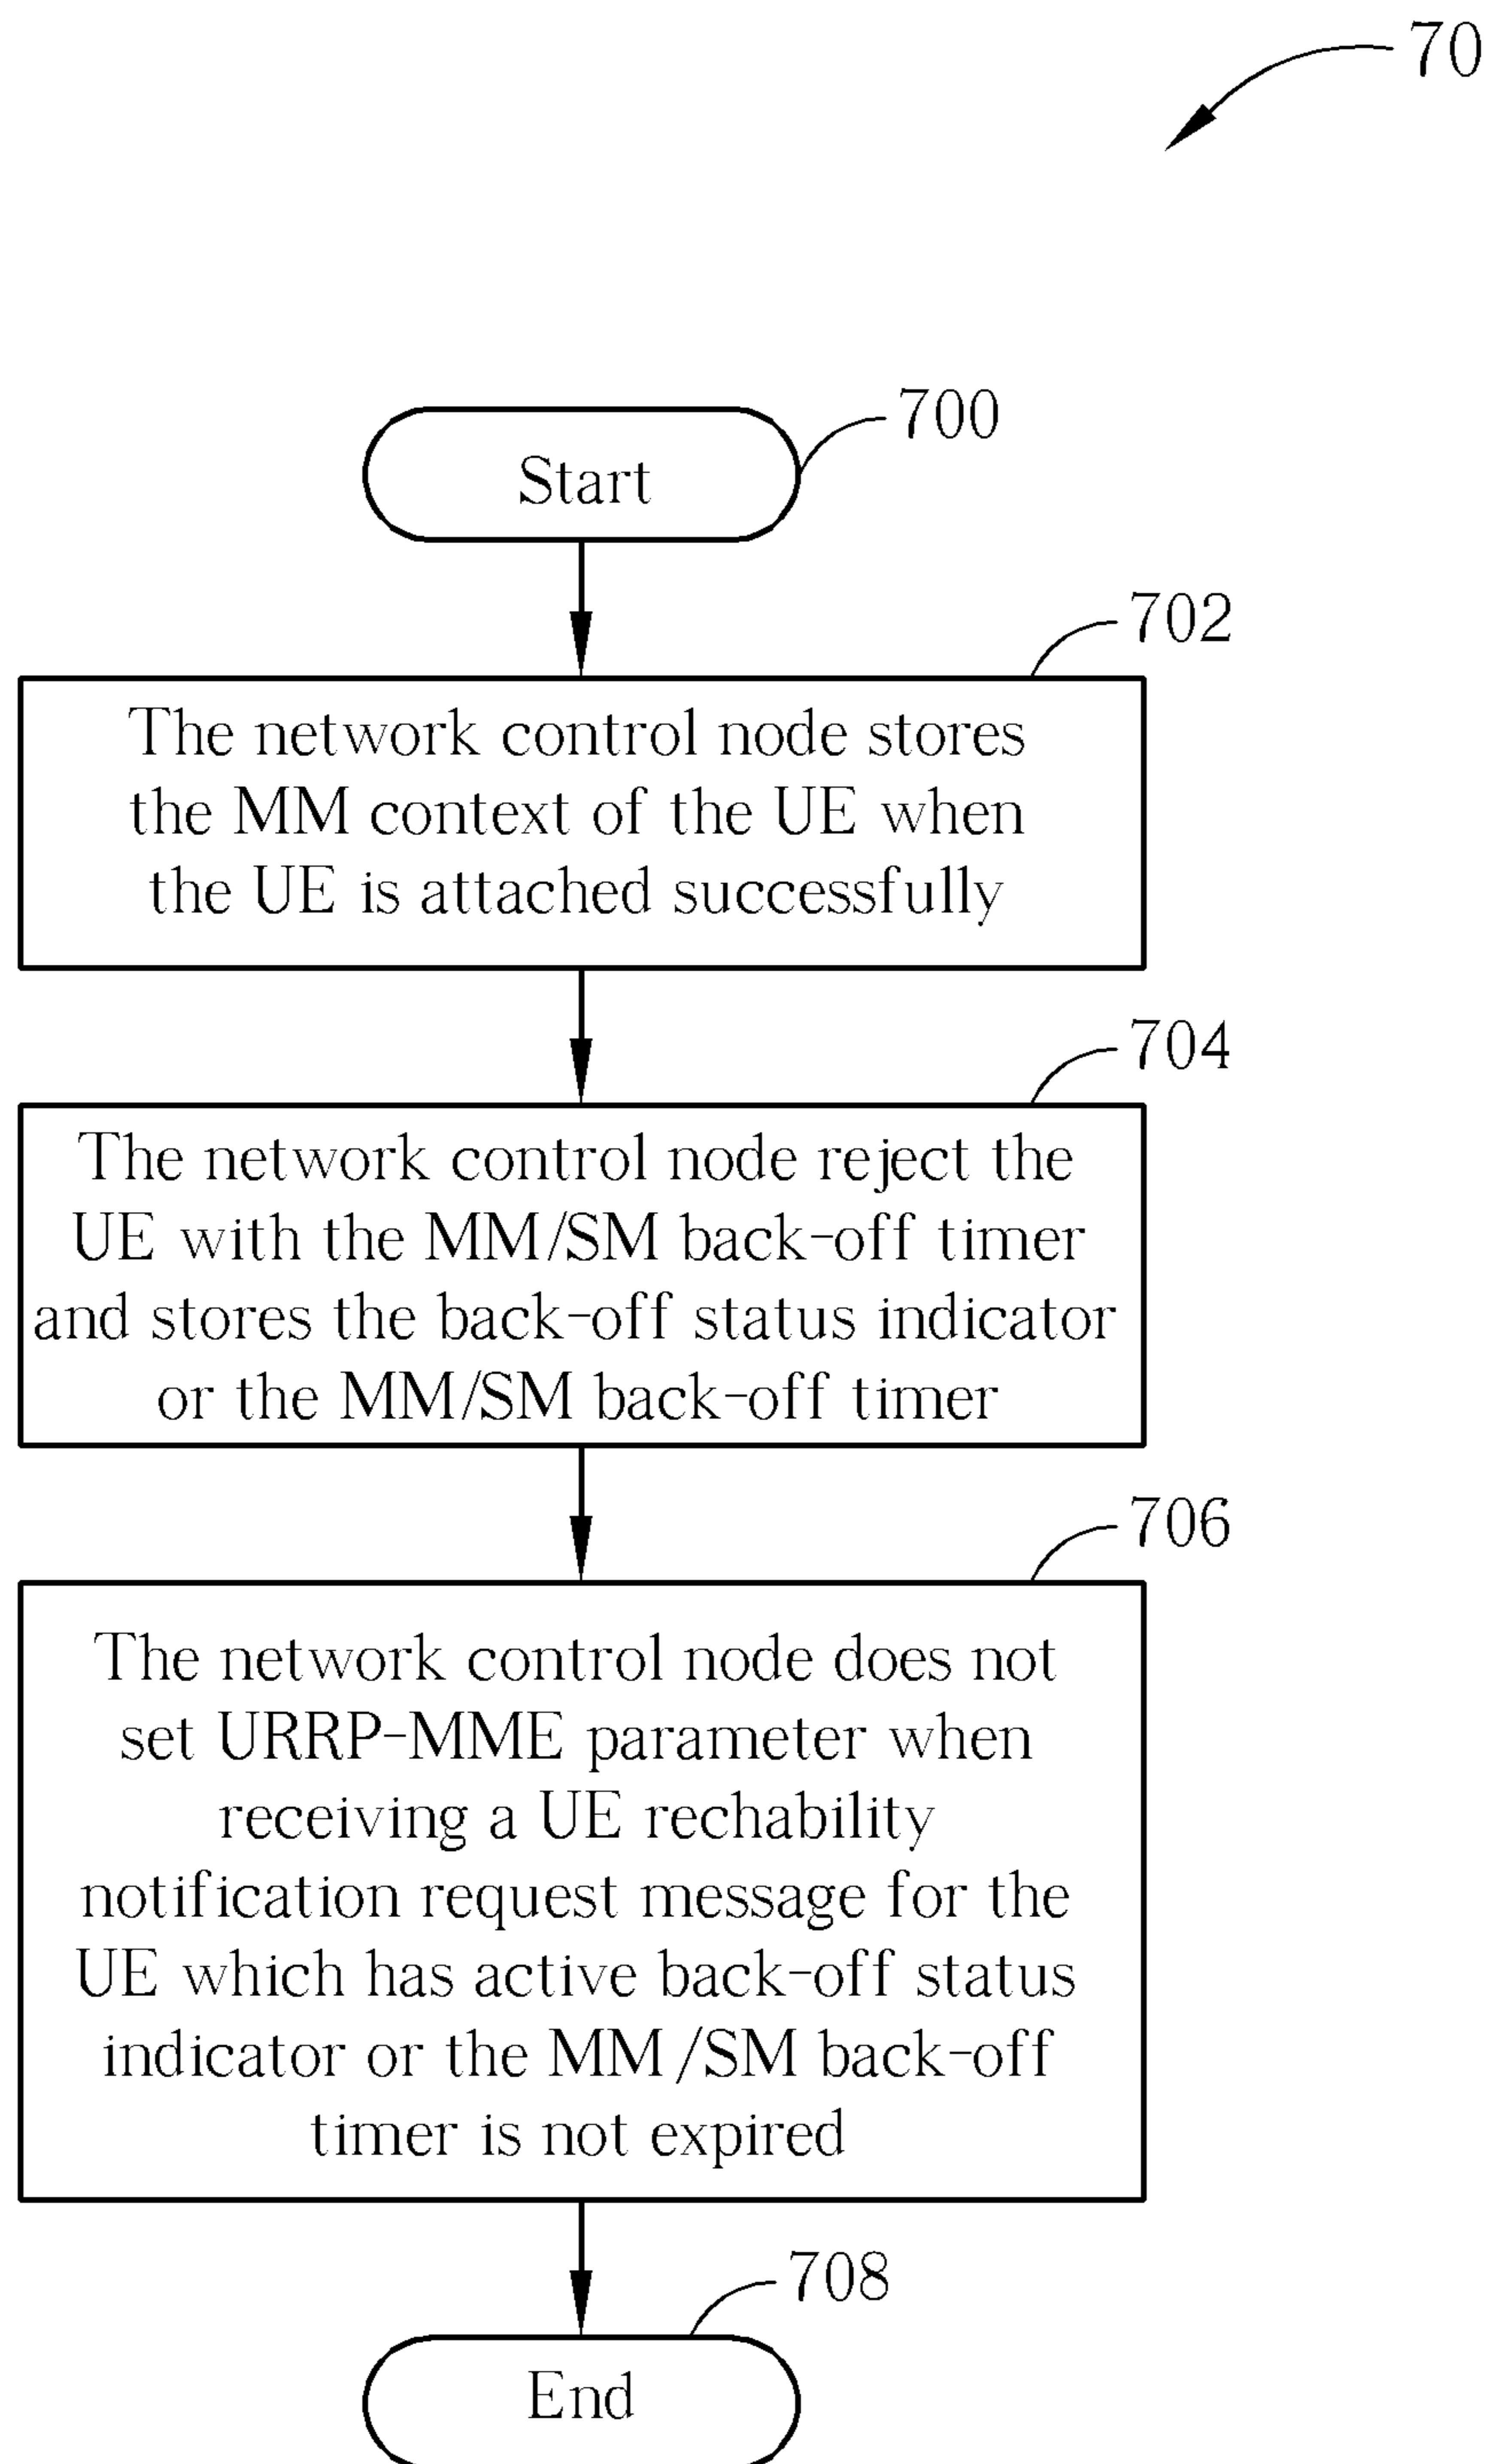 70
700
Start
702
The network control node stores
the MM context of the UE when
the UE is attached successfully
704
The network control node reject the
UE with the MM/SM back-off timer
and stores the back-off status indicator
or the MM/SM back-off timer
706
The network control node does not
set URRP-MME parameter when
receiving a UE rechability
notification request message for the
UE which has active back-off status
indicator or the MM/SM back-off
timer is not expired
708
End